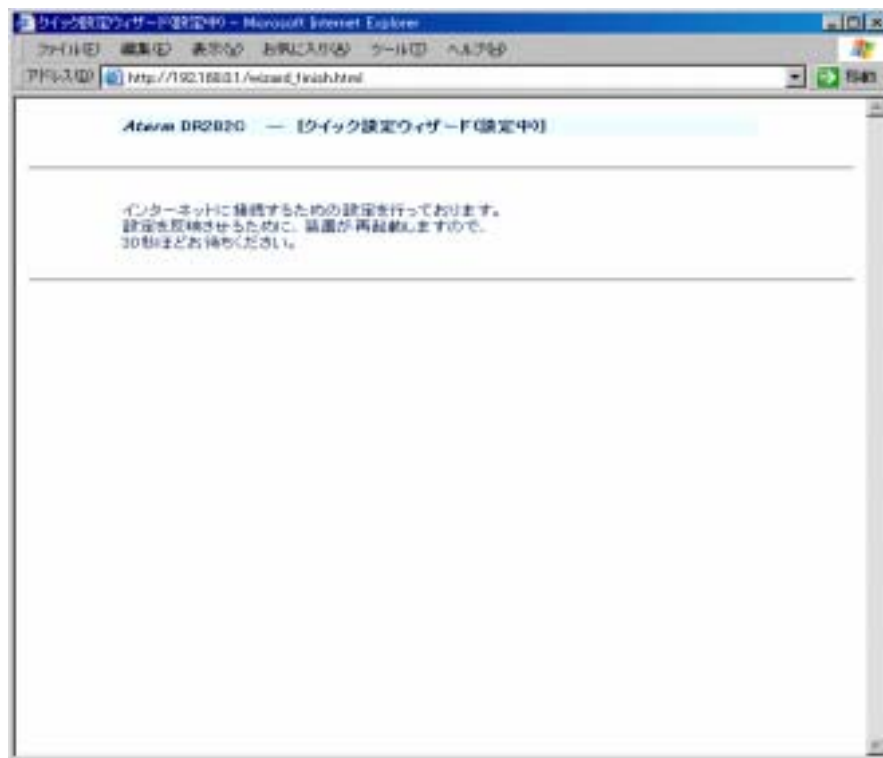 クイック設定ウィザード(設定中) - Microsoft Internet Explorer
ファイル(F) 編集(E) 表示(V) お気に入り(A) ツール(T) ヘルプ(H)
アドレス(D) http://192.168.0.1/wizard_finish.html 移動
Aterm DR202C — [クイック設定ウィザード(設定中)]
インターネットに接続するための設定を行っております。
設定を反映させるために、装置が再起動しますので、
30秒ほどお待ちください。